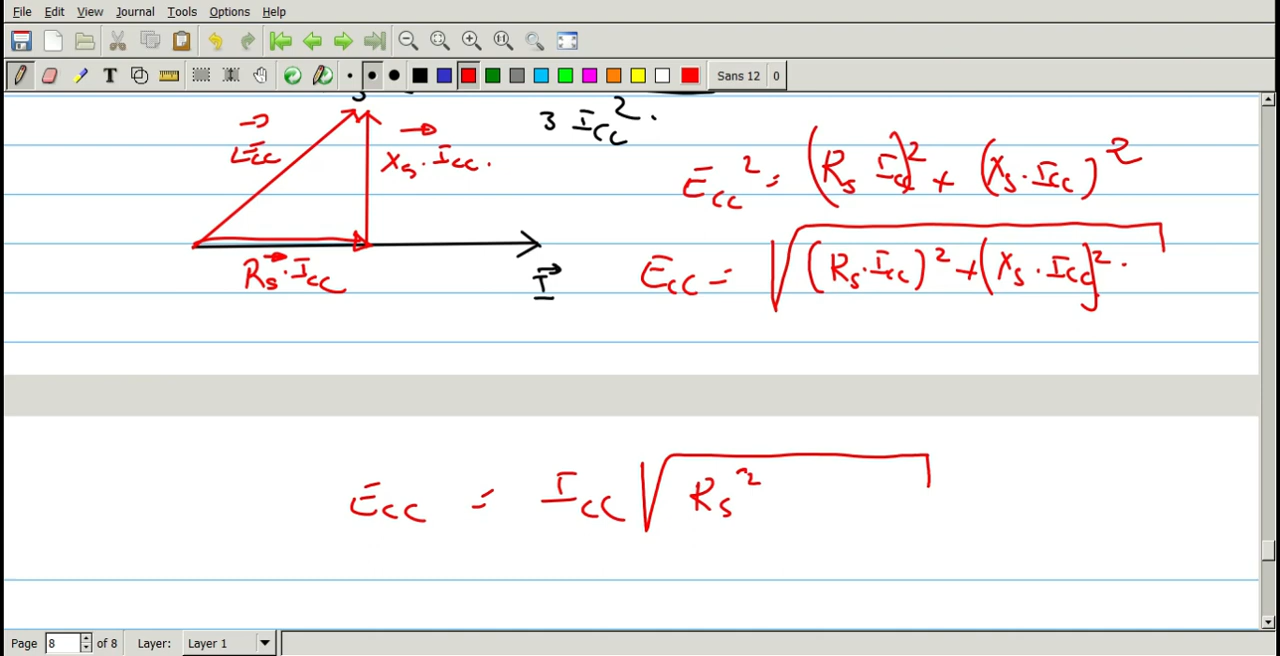 File Edit View Journal Tools Options Help
Sans 12 0
3 Icc².
Ecc
Xs . Icc.
Ecc² = (Rs Icc)² + (Xs . Icc)²
Rs . Icc
I
Ecc = √(Rs . Icc)² + (Xs . Icc)² .
Ecc = Icc √Rs²
Page 8 of 8 Layer: Layer 1